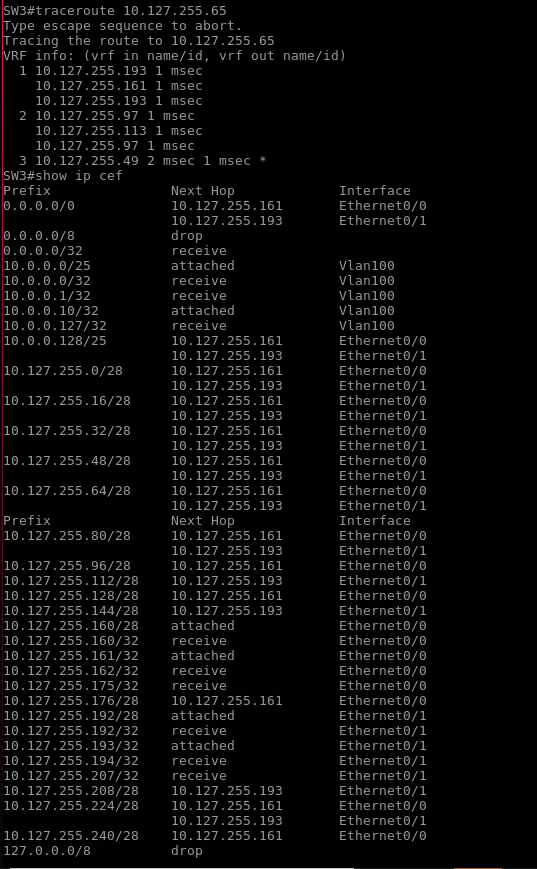 SW3#traceroute 10.127.255.65
Type escape sequence to abort.
Tracing the route to 10.127.255.65
VRF info: (vrf in name/id, vrf out name/id)
  1 10.127.255.193 1 msec
    10.127.255.161 1 msec
    10.127.255.193 1 msec
  2 10.127.255.97 1 msec
    10.127.255.113 1 msec
    10.127.255.97 1 msec
  3 10.127.255.49 2 msec 1 msec *
SW3#show ip cef
Prefix               Next Hop             Interface
0.0.0.0/0            10.127.255.161       Ethernet0/0
                     10.127.255.193       Ethernet0/1
0.0.0.0/8            drop
0.0.0.0/32           receive
10.0.0.0/25          attached             Vlan100
10.0.0.0/32          receive              Vlan100
10.0.0.1/32          receive              Vlan100
10.0.0.10/32         attached             Vlan100
10.0.0.127/32        receive              Vlan100
10.0.0.128/25        10.127.255.161       Ethernet0/0
                     10.127.255.193       Ethernet0/1
10.127.255.0/28      10.127.255.161       Ethernet0/0
                     10.127.255.193       Ethernet0/1
10.127.255.16/28     10.127.255.161       Ethernet0/0
                     10.127.255.193       Ethernet0/1
10.127.255.32/28     10.127.255.161       Ethernet0/0
                     10.127.255.193       Ethernet0/1
10.127.255.48/28     10.127.255.161       Ethernet0/0
                     10.127.255.193       Ethernet0/1
10.127.255.64/28     10.127.255.161       Ethernet0/0
                     10.127.255.193       Ethernet0/1
Prefix               Next Hop             Interface
10.127.255.80/28     10.127.255.161       Ethernet0/0
                     10.127.255.193       Ethernet0/1
10.127.255.96/28     10.127.255.161       Ethernet0/0
10.127.255.112/28    10.127.255.193       Ethernet0/1
10.127.255.128/28    10.127.255.161       Ethernet0/0
10.127.255.144/28    10.127.255.193       Ethernet0/1
10.127.255.160/28    attached             Ethernet0/0
10.127.255.160/32    receive              Ethernet0/0
10.127.255.161/32    attached             Ethernet0/0
10.127.255.162/32    receive              Ethernet0/0
10.127.255.175/32    receive              Ethernet0/0
10.127.255.176/28    10.127.255.161       Ethernet0/0
10.127.255.192/28    attached             Ethernet0/1
10.127.255.192/32    receive              Ethernet0/1
10.127.255.193/32    attached             Ethernet0/1
10.127.255.194/32    receive              Ethernet0/1
10.127.255.207/32    receive              Ethernet0/1
10.127.255.208/28    10.127.255.193       Ethernet0/1
10.127.255.224/28    10.127.255.161       Ethernet0/0
                     10.127.255.193       Ethernet0/1
10.127.255.240/28    10.127.255.161       Ethernet0/0
127.0.0.0/8          drop